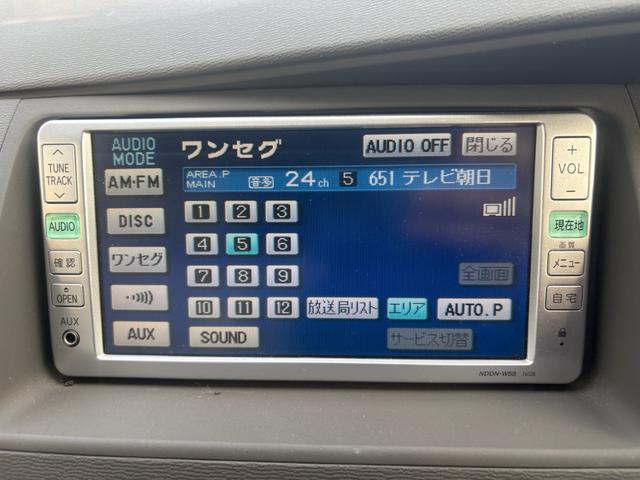 TUNE
TRACK
AUDIO
確認
OPEN
AUX
AUDIO
MODE
ワンセグ
AUDIO OFF
閉じる
AM·FM
AREA.P
MAIN
音多
24ch
5
651 テレビ朝日
DISC
ワンセグ
AUX
1
2
3
4
5
6
7
8
9
10
11
12
全画面
放送局リスト
エリア
AUTO.P
SOUND
サービス切替
+
VOL
-
現在地
画質
メニュー
自宅
NDDN-W58